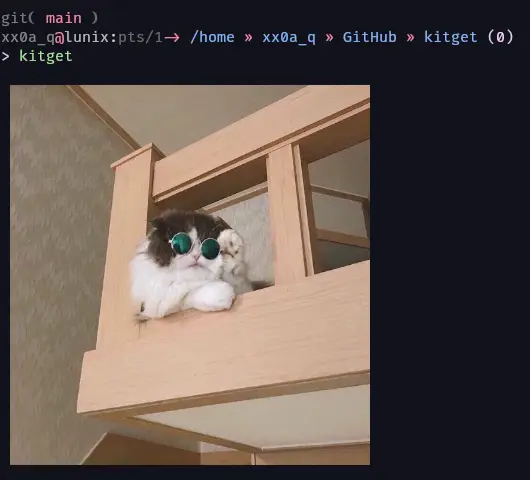 git( main )
xx0a_q@lunix:pts/1→ /home » xx0a_q » GitHub » kitget (0)
> kitget